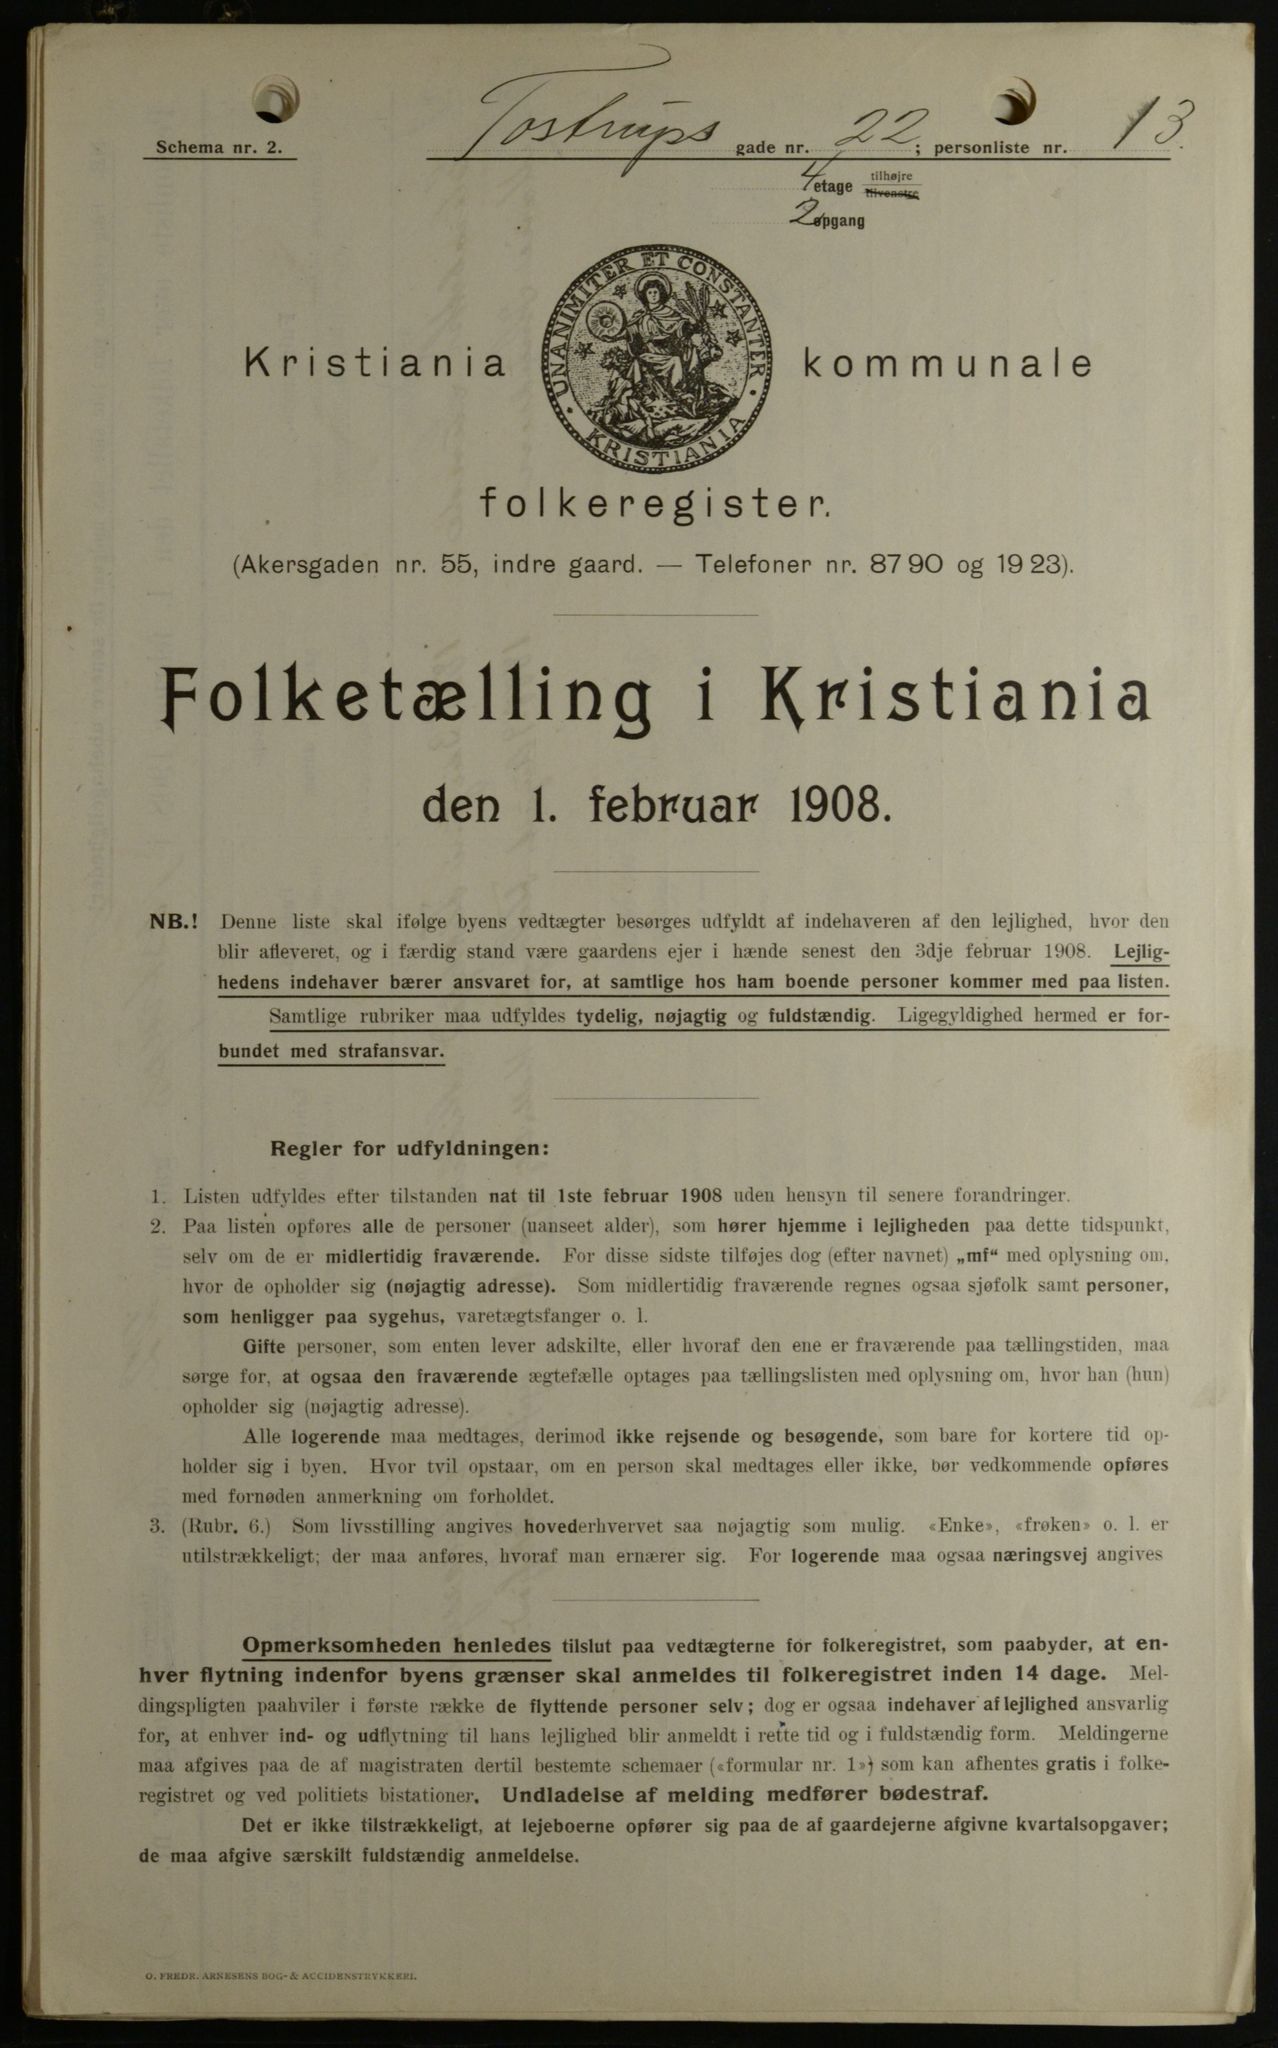 Schema nr. 2.
Tostrups gade nr. 22; personliste nr. 13.
4 etage tilhøjre
tilvenstre
2 opgang
UNANIMITER ET CONSTANTER
KRISTIANIA
Kristiania kommunale
folkeregister.
(Akersgaden nr. 55, indre gaard. — Telefoner nr. 8790 og 1923).
Folketælling i Kristiania
den 1. februar 1908.
NB.! Denne liste skal ifølge byens vedtægter besørges udfyldt af indehaveren af den lejlighed, hvor den
blir afleveret, og i færdig stand være gaardens ejer i hænde senest den 3dje februar 1908. Lejlig-
hedens indehaver bærer ansvaret for, at samtlige hos ham boende personer kommer med paa listen.
Samtlige rubriker maa udfyldes tydelig, nøjagtig og fuldstændig. Ligegyldighed hermed er for-
bundet med strafansvar.
Regler for udfyldningen:
1. Listen udfyldes efter tilstanden nat til 1ste februar 1908 uden hensyn til senere forandringer.
2. Paa listen opføres alle de personer (uanseet alder), som hører hjemme i lejligheden paa dette tidspunkt,
selv om de er midlertidig fraværende. For disse sidste tilføjes dog (efter navnet) „mf“ med oplysning om,
hvor de opholder sig (nøjagtig adresse). Som midlertidig fraværende regnes ogsaa sjøfolk samt personer,
som henligger paa sygehus, varetægtsfanger o. l.
Gifte personer, som enten lever adskilte, eller hvoraf den ene er fraværende paa tællingstiden, maa
sørge for, at ogsaa den fraværende ægtefælle optages paa tællingslisten med oplysning om, hvor han (hun)
opholder sig (nøjagtig adresse).
Alle logerende maa medtages, derimod ikke rejsende og besøgende, som bare for kortere tid op-
holder sig i byen. Hvor tvil opstaar, om en person skal medtages eller ikke, bør vedkommende opføres
med fornøden anmerkning om forholdet.
3. (Rubr. 6.) Som livsstilling angives hovederhvervet saa nøjagtig som mulig. «Enke», «frøken» o. l. er
utilstrækkeligt; der maa anføres, hvoraf man ernærer sig. For logerende maa ogsaa næringsvej angives
Opmerksomheden henledes tilslut paa vedtægterne for folkeregistret, som paabyder, at en-
hver flytning indenfor byens grænser skal anmeldes til folkeregistret inden 14 dage. Mel-
dingspligten paahviler i første række de flyttende personer selv; dog er ogsaa indehaver af lejlighed ansvarlig
for, at enhver ind- og udflytning til hans lejlighed blir anmeldt i rette tid og i fuldstændig form. Meldingerne
maa afgives paa de af magistraten dertil bestemte schemaer («formular nr. 1») som kan afhentes gratis i folke-
registret og ved politiets bistationer. Undladelse af melding medfører bødestraf.
Det er ikke tilstrækkeligt, at lejeboerne opfører sig paa de af gaardejerne afgivne kvartalsopgaver;
de maa afgive særskilt fuldstændig anmeldelse.
O. FREDR. ARNESENS BOG- & ACCIDENSTRYKKERI.